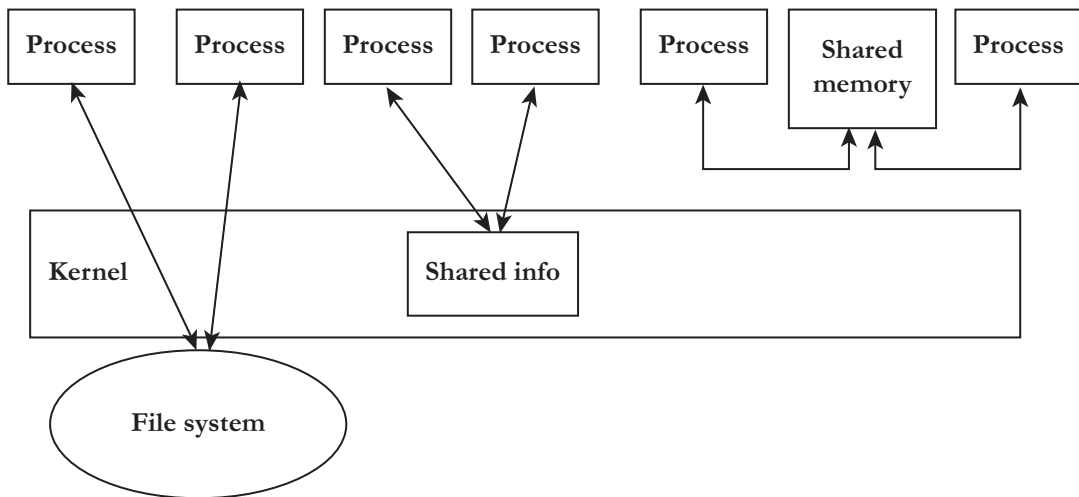 Process
Process
Process
Process
Process
Shared
memory
Process
Kernel
Shared info
File system